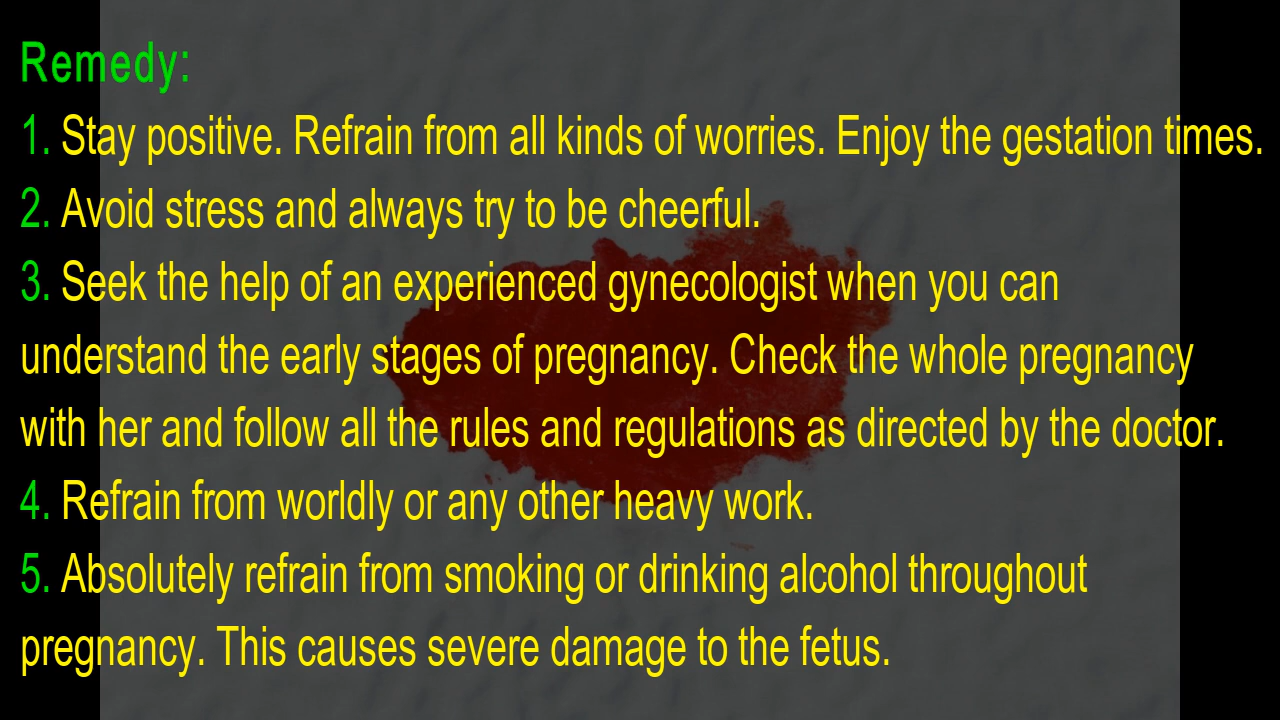 Remedy:
1. Stay positive. Refrain from all kinds of worries. Enjoy the gestation times.
2. Avoid stress and always try to be cheerful.
3. Seek the help of an experienced gynecologist when you can
understand the early stages of pregnancy. Check the whole pregnancy
with her and follow all the rules and regulations as directed by the doctor.
4. Refrain from worldly or any other heavy work.
5. Absolutely refrain from smoking or drinking alcohol throughout
pregnancy. This causes severe damage to the fetus.